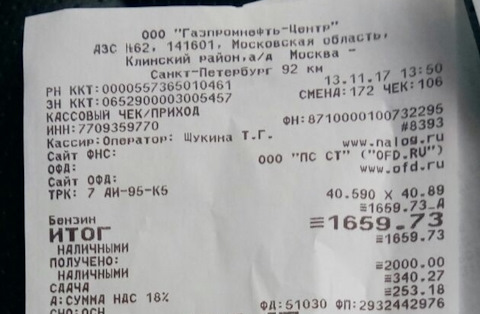 ООО "Газпромнефть-Центр"
АЗС №62, 141601, Московская область,
Клинский район,а/д Москва -
Санкт-Петербург 92 км
РН ККТ:0000557365010461 13.11.17 13:50
ЗН ККТ:0652900003005457 СМЕНА:172 ЧЕК:106
КАССОВЫЙ ЧЕК/ПРИХОД
ИНН:7709359770 ФН:8710000100732295
Кассир:Оператор: Щукина Т.Г. #8393
Сайт ФНС: www.nalog.ru
ОФД: ООО "ПС СТ" ("OFD.RU")
Сайт ОФД: www.ofd.ru
ТРК: 7 АИ-95-К5
40.590 X 40.89
Бензин ≡1659.73_А
ИТОГ ≡1659.73
НАЛИЧНЫМИ ≡1659.73
ПОЛУЧЕНО:
НАЛИЧНЫМИ ≡2000.00
СДАЧА ≡340.27
А:СУММА НДС 18% ≡253.18
СНО:ОСН ФД:51030 ФП:2932442976